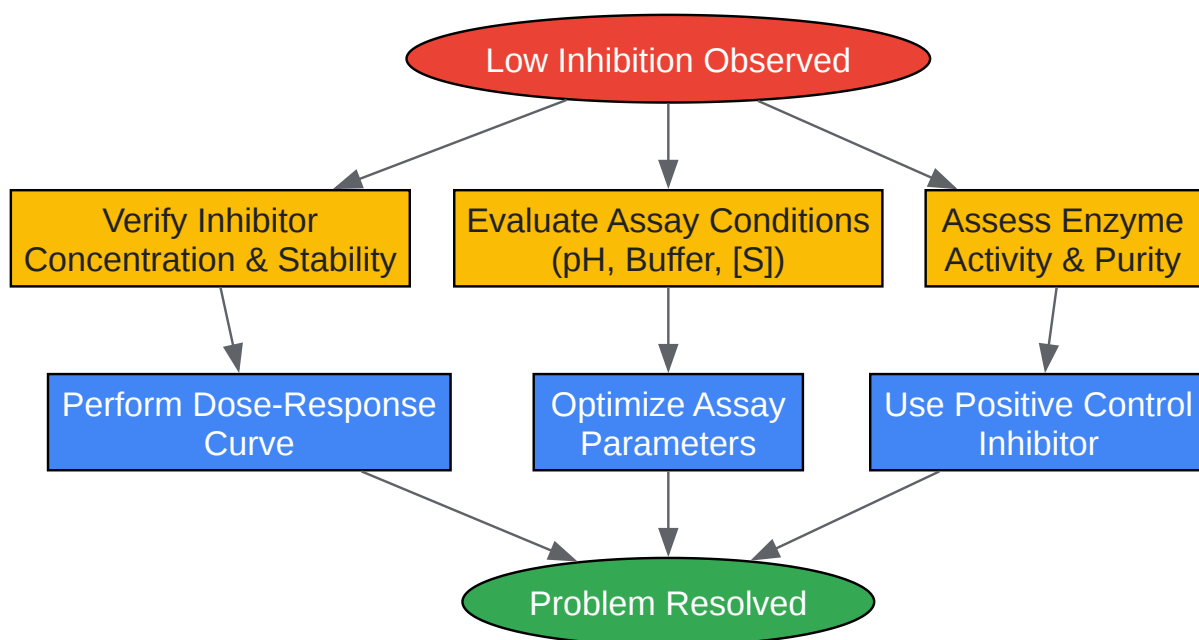 Low Inhibition Observed
Verify Inhibitor
Concentration & Stability
Evaluate Assay Conditions
(pH, Buffer, [S])
Assess Enzyme
Activity & Purity
Perform Dose-Response
Curve
Optimize Assay
Parameters
Use Positive Control
Inhibitor
Problem Resolved